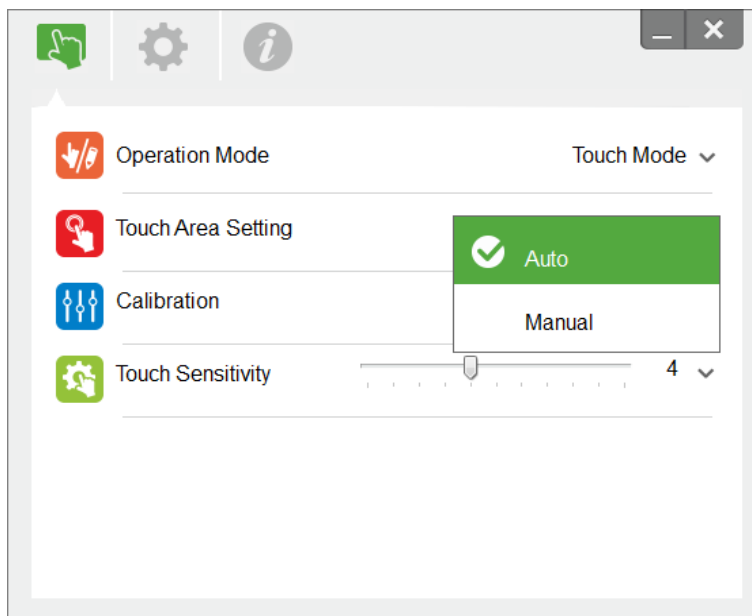 Operation Mode Touch Mode
Touch Area Setting
Auto
Calibration
Manual
Touch Sensitivity 4